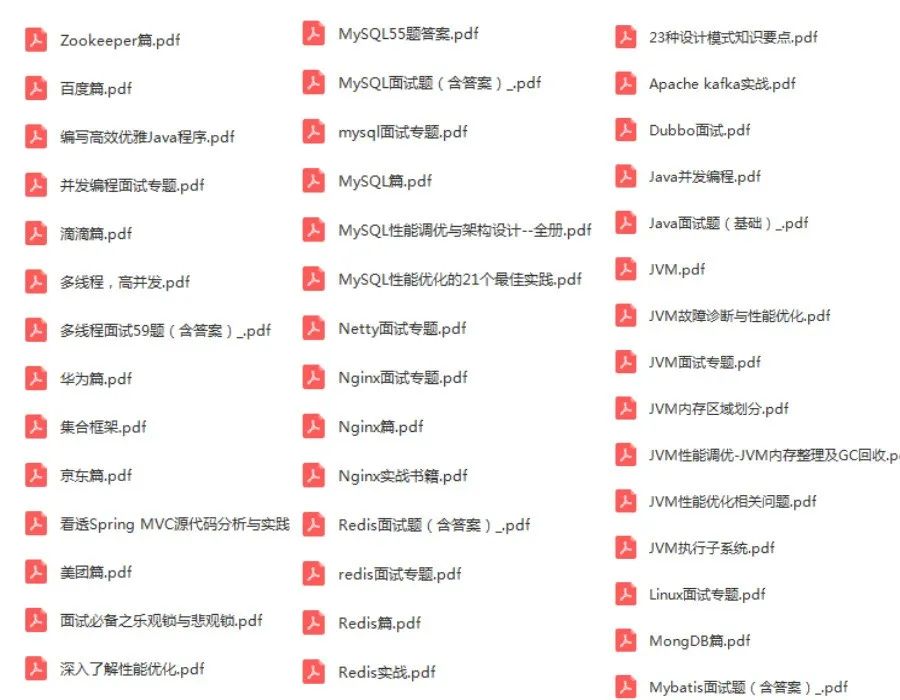 Zookeeper篇.pdf
百度篇.pdf
编写高效优雅Java程序.pdf
并发编程面试专题.pdf
滴滴篇.pdf
多线程，高并发.pdf
多线程面试59题（含答案）_.pdf
华为篇.pdf
集合框架.pdf
京东篇.pdf
看透Spring MVC源代码分析与实践
美团篇.pdf
面试必备之乐观锁与悲观锁.pdf
深入了解性能优化.pdf
MySQL55题答案.pdf
MySQL面试题（含答案）_.pdf
mysql面试专题.pdf
MySQL篇.pdf
MySQL性能调优与架构设计--全册.pdf
MySQL性能优化的21个最佳实践.pdf
Netty面试专题.pdf
Nginx面试专题.pdf
Nginx篇.pdf
Nginx实战书籍.pdf
Redis面试题（含答案）_.pdf
redis面试专题.pdf
Redis篇.pdf
Redis实战.pdf
23种设计模式知识要点.pdf
Apache kafka实战.pdf
Dubbo面试.pdf
Java并发编程.pdf
Java面试题（基础）_.pdf
JVM.pdf
JVM故障诊断与性能优化.pdf
JVM面试专题.pdf
JVM内存区域划分.pdf
JVM性能调优-JVM内存整理及GC回收.p
JVM性能优化相关问题.pdf
JVM执行子系统.pdf
Linux面试专题.pdf
MongDB篇.pdf
Mybatis面试题（含答案）_.pdf